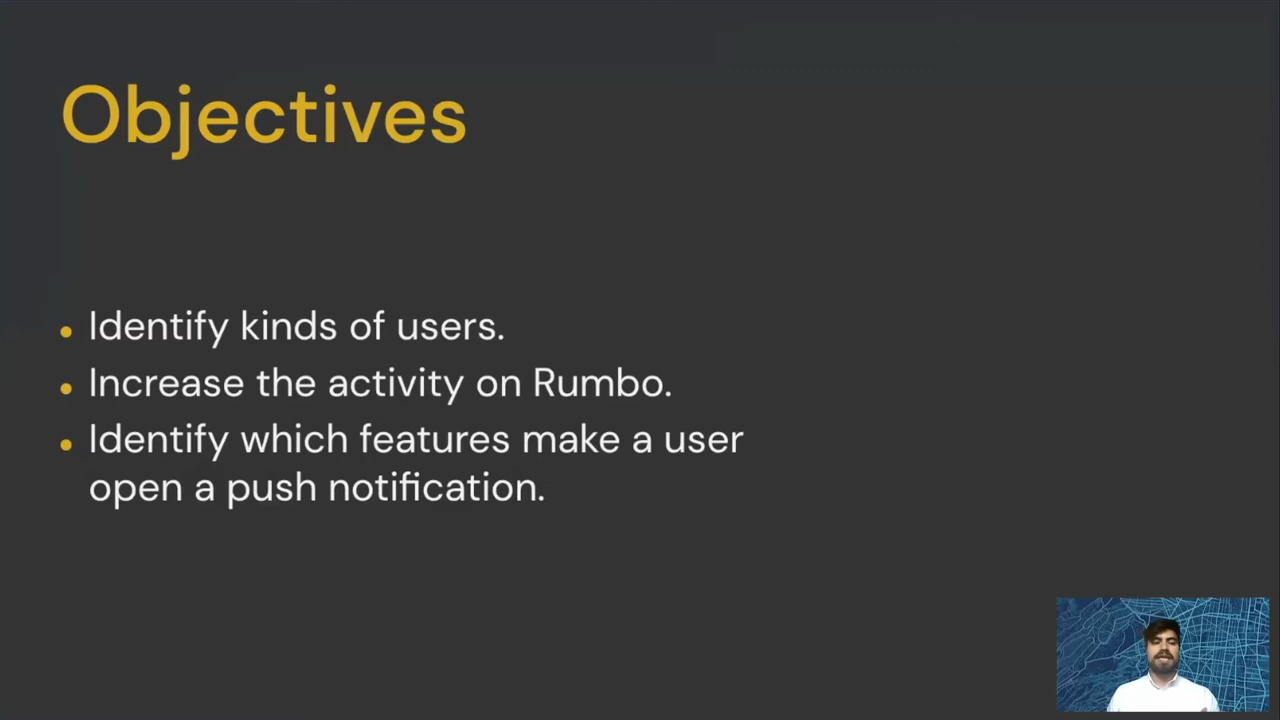 Objectives
• Identify kinds of users.
• Increase the activity on Rumbo.
• Identify which features make a user
open a push notification.